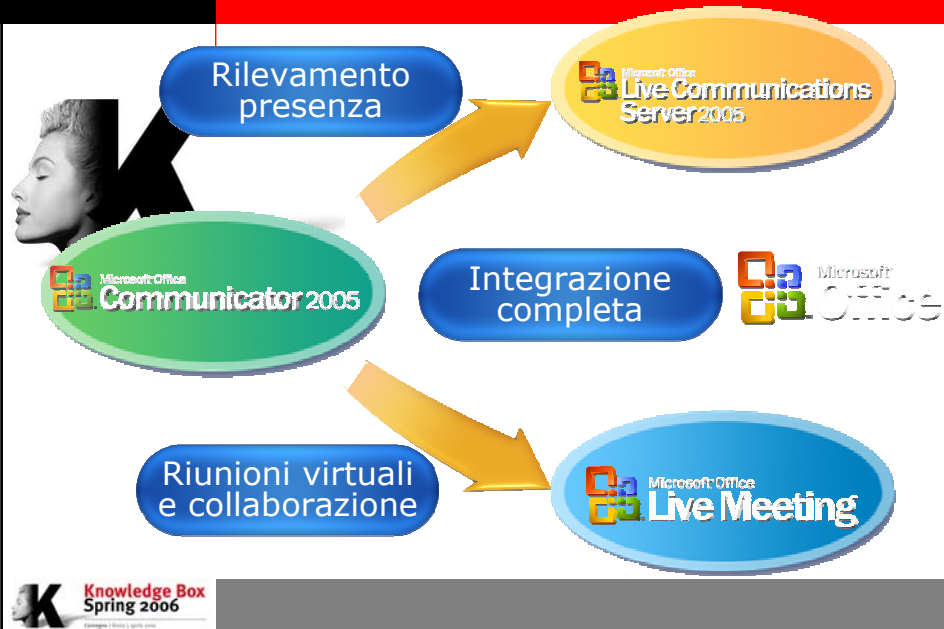 Rilevamento
presenza
Microsoft Office
Live Communications
Server 2005
Microsoft Office
Communicator 2005
Integrazione
completa
Microsoft
Office
Riunioni virtuali
e collaborazione
Microsoft Office
Live Meeting
K
Knowledge Box
Spring 2006